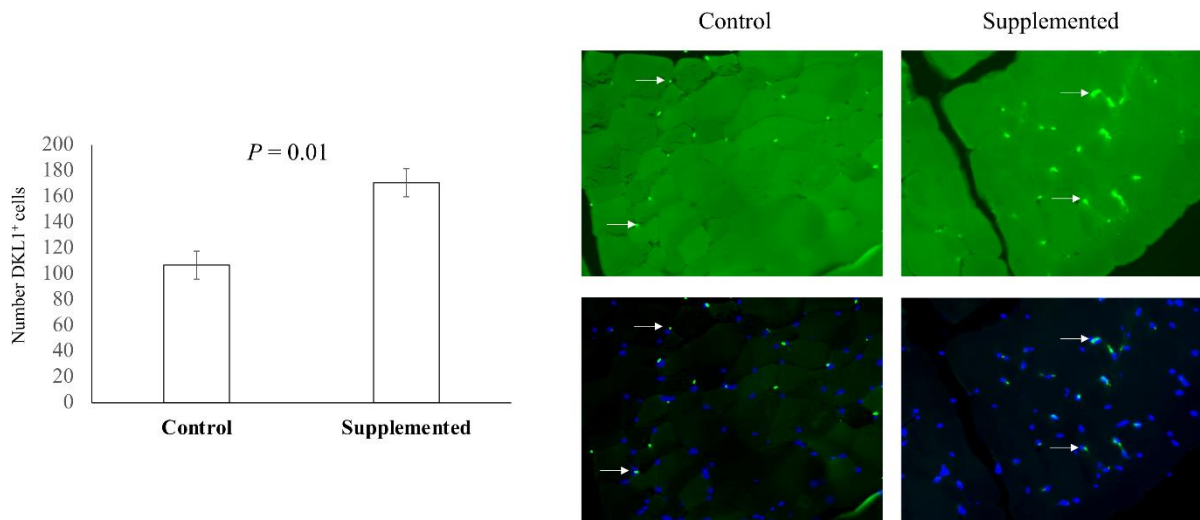 Control
Supplemented
P = 0.01
Number DKL1⁺ cells
200
180
160
140
120
100
80
60
40
20
0
Control
Supplemented